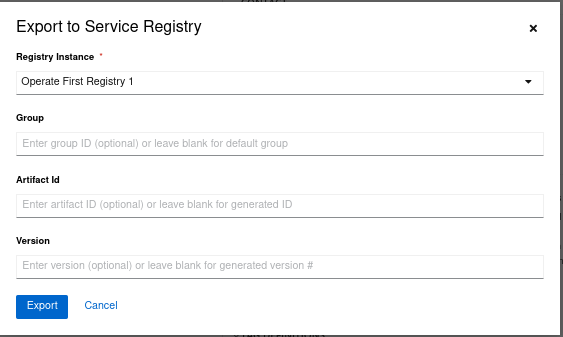 Export to Service Registry
Registry Instance *
Operate First Registry 1
Group
Enter group ID (optional) or leave blank for default group
Artifact Id
Enter artifact ID (optional) or leave blank for generated ID
Version
Enter version (optional) or leave blank for generated version #
Export Cancel